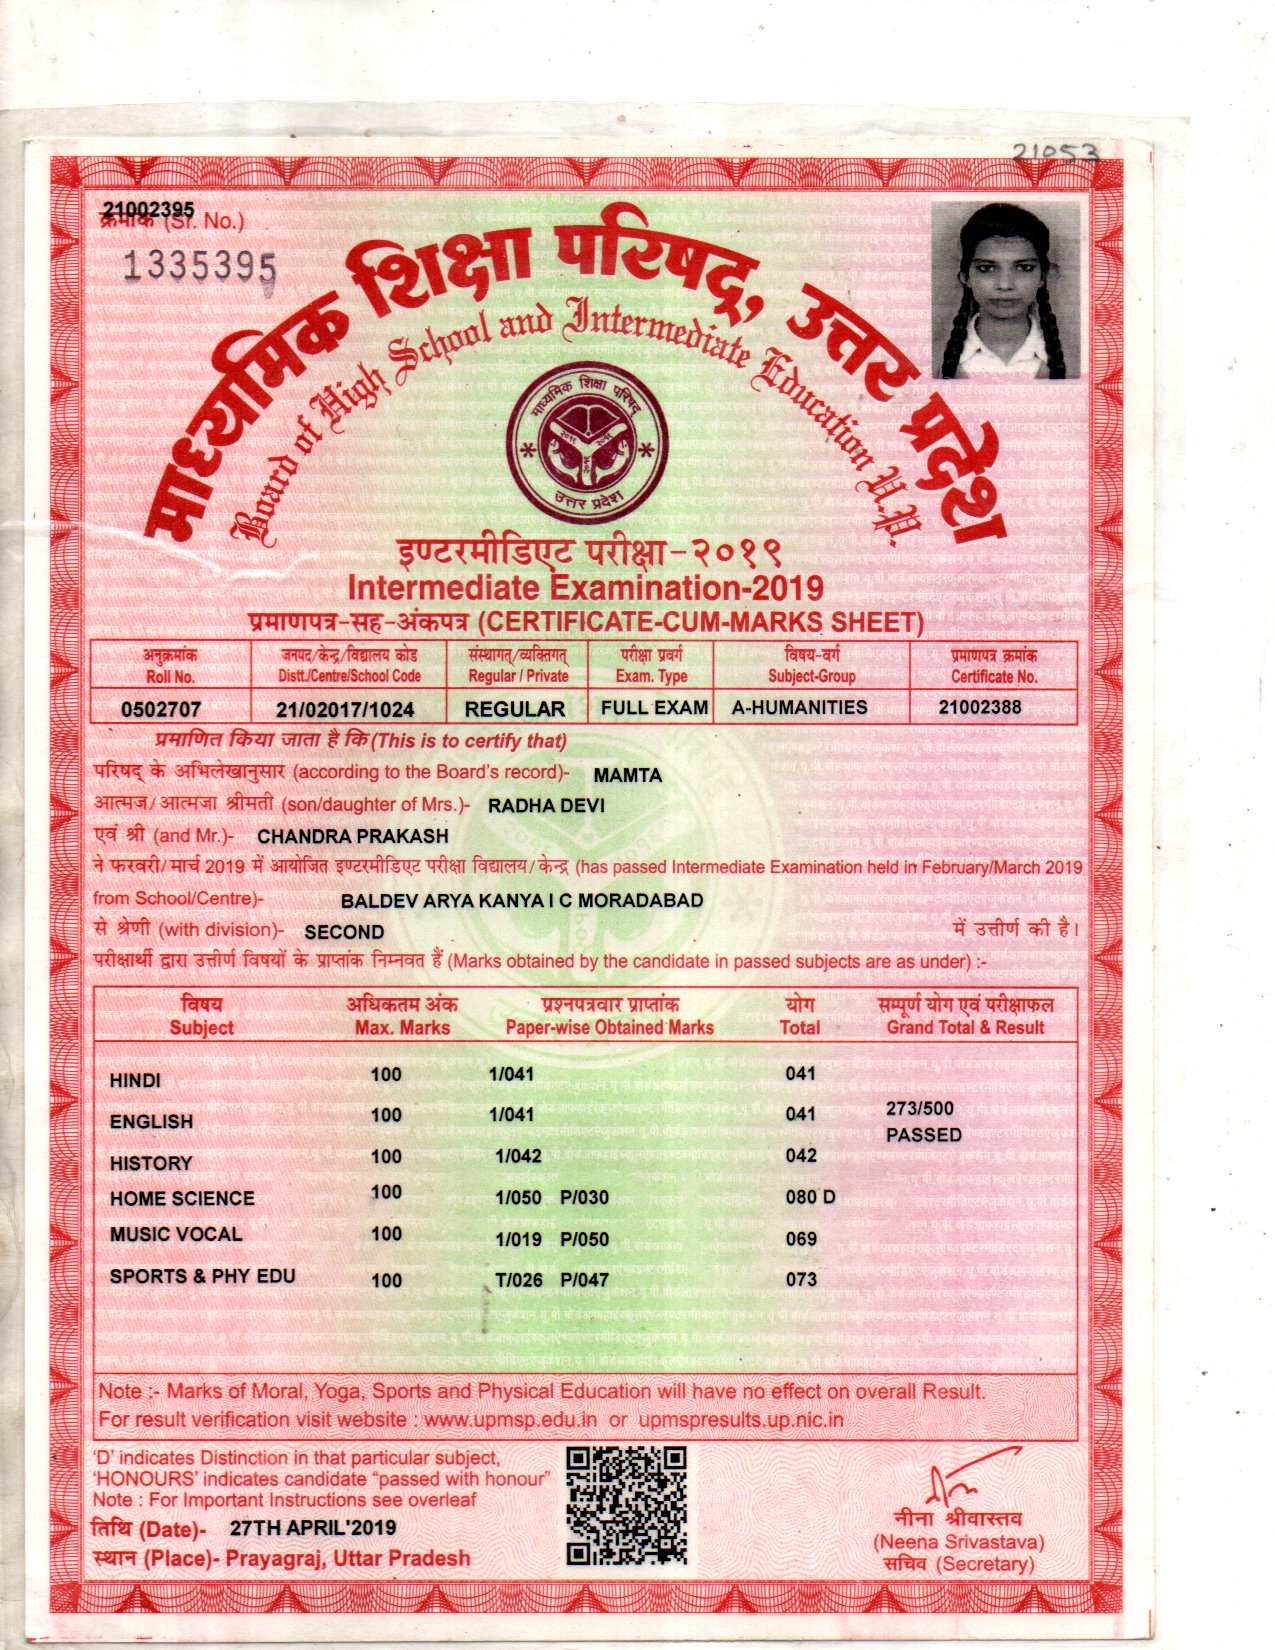 21053
21002395
क्रमांक (Sr. No.)
1335395
माध्यमिक शिक्षा परिषद्, उत्तर प्रदेश
Board of High School and Intermediate Education U.P.
माध्यमिक शिक्षा परिषद्
उत्तर प्रदेश
इण्टरमीडिएट परीक्षा-२०१९
Intermediate Examination-2019
प्रमाणपत्र-सह-अंकपत्र (CERTIFICATE-CUM-MARKS SHEET)
अनुक्रमांक जनपद/केन्द्र/विद्यालय कोड संस्थागत्/व्यक्तिगत् परीक्षा प्रवर्ग विषय-वर्ग प्रमाणपत्र क्रमांक
Roll No. Distt./Centre/School Code Regular / Private Exam. Type Subject-Group Certificate No.
0502707 21/02017/1024 REGULAR FULL EXAM A-HUMANITIES 21002388
प्रमाणित किया जाता है कि (This is to certify that)
परिषद् के अभिलेखानुसार (according to the Board's record)- MAMTA
आत्मज/आत्मजा श्रीमती (son/daughter of Mrs.)- RADHA DEVI
एवं श्री (and Mr.)- CHANDRA PRAKASH
ने फरवरी/मार्च 2019 में आयोजित इण्टरमीडिएट परीक्षा विद्यालय/केन्द्र (has passed Intermediate Examination held in February/March 2019
from School/Centre)- BALDEV ARYA KANYA I C MORADABAD
से श्रेणी (with division)- SECOND में उत्तीर्ण की है।
परीक्षार्थी द्वारा उत्तीर्ण विषयों के प्राप्तांक निम्नवत हैं (Marks obtained by the candidate in passed subjects are as under) :-
विषय अधिकतम अंक प्रश्नपत्रवार प्राप्तांक योग सम्पूर्ण योग एवं परीक्षाफल
Subject Max. Marks Paper-wise Obtained Marks Total Grand Total & Result
HINDI 100 1/041 041
ENGLISH 100 1/041 041 273/500
PASSED
HISTORY 100 1/042 042
HOME SCIENCE 100 1/050 P/030 080 D
MUSIC VOCAL 100 1/019 P/050 069
SPORTS & PHY EDU 100 T/026 P/047 073
Note :- Marks of Moral, Yoga, Sports and Physical Education will have no effect on overall Result.
For result verification visit website : www.upmsp.edu.in or upmspresults.up.nic.in
'D' indicates Distinction in that particular subject,
'HONOURS' indicates candidate "passed with honour"
Note : For Important Instructions see overleaf
तिथि (Date)- 27TH APRIL'2019
स्थान (Place)- Prayagraj, Uttar Pradesh
नीना श्रीवास्तव
(Neena Srivastava)
सचिव (Secretary)